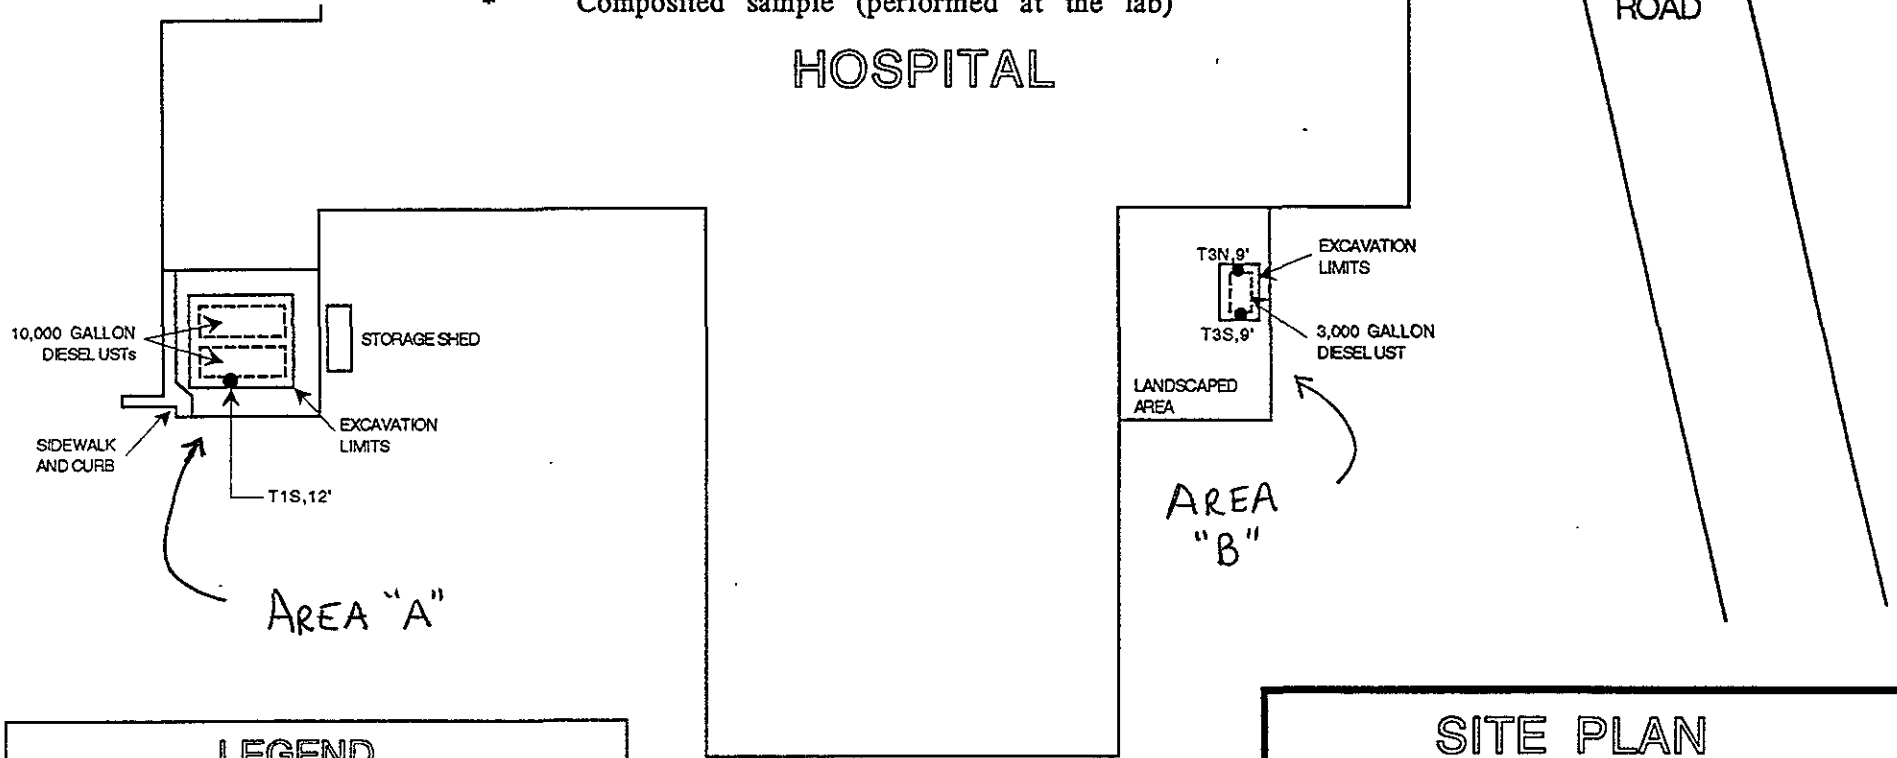 * Composited sample (performed at the lab)
ROAD
HOSPITAL
10,000 GALLON
DIESEL USTs
STORAGE SHED
SIDEWALK
AND CURB
EXCAVATION
LIMITS
T1S,12'
AREA "A"
T3N,9'
EXCAVATION
LIMITS
T3S,9'
3,000 GALLON
DIESEL UST
LANDSCAPED
AREA
AREA
"B"
LEGEND
SITE PLAN